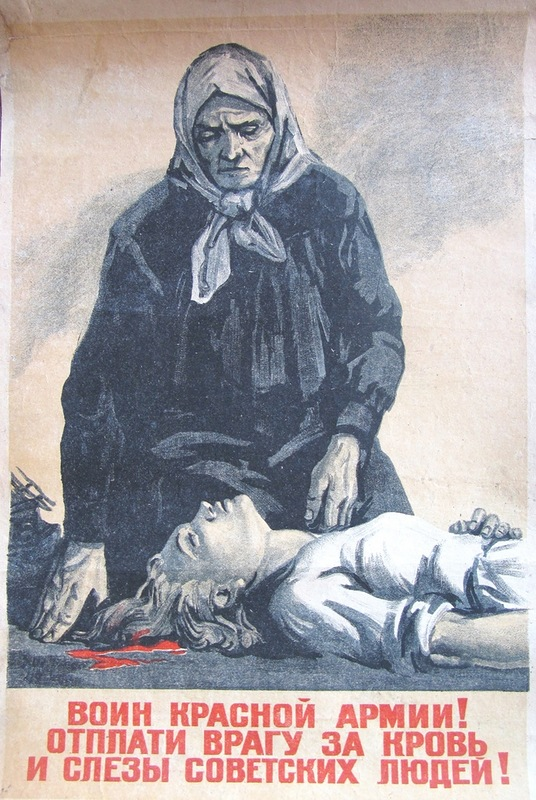 ВОИН КРАСНОЙ АРМИИ!
ОТПЛАТИ ВРАГУ ЗА КРОВЬ
И СЛЕЗЫ СОВЕТСКИХ ЛЮДЕЙ!